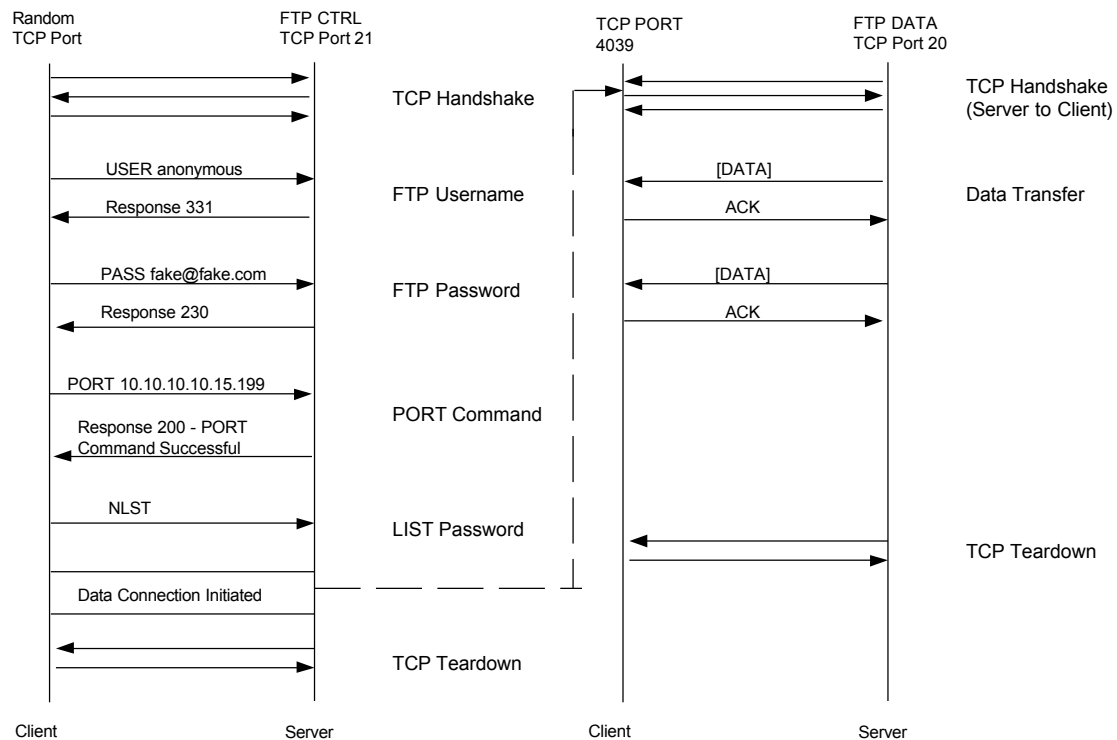 Random
TCP Port
FTP CTRL
TCP Port 21
TCP PORT
4039
FTP DATA
TCP Port 20
TCP Handshake
TCP Handshake
(Server to Client)
USER anonymous
FTP Username
[DATA]
Data Transfer
Response 331
ACK
PASS fake@fake.com
FTP Password
[DATA]
Response 230
ACK
PORT 10.10.10.10.15.199
PORT Command
Response 200 - PORT
Command Successful
NLST
LIST Password
TCP Teardown
Data Connection Initiated
TCP Teardown
Client
Server
Client
Server